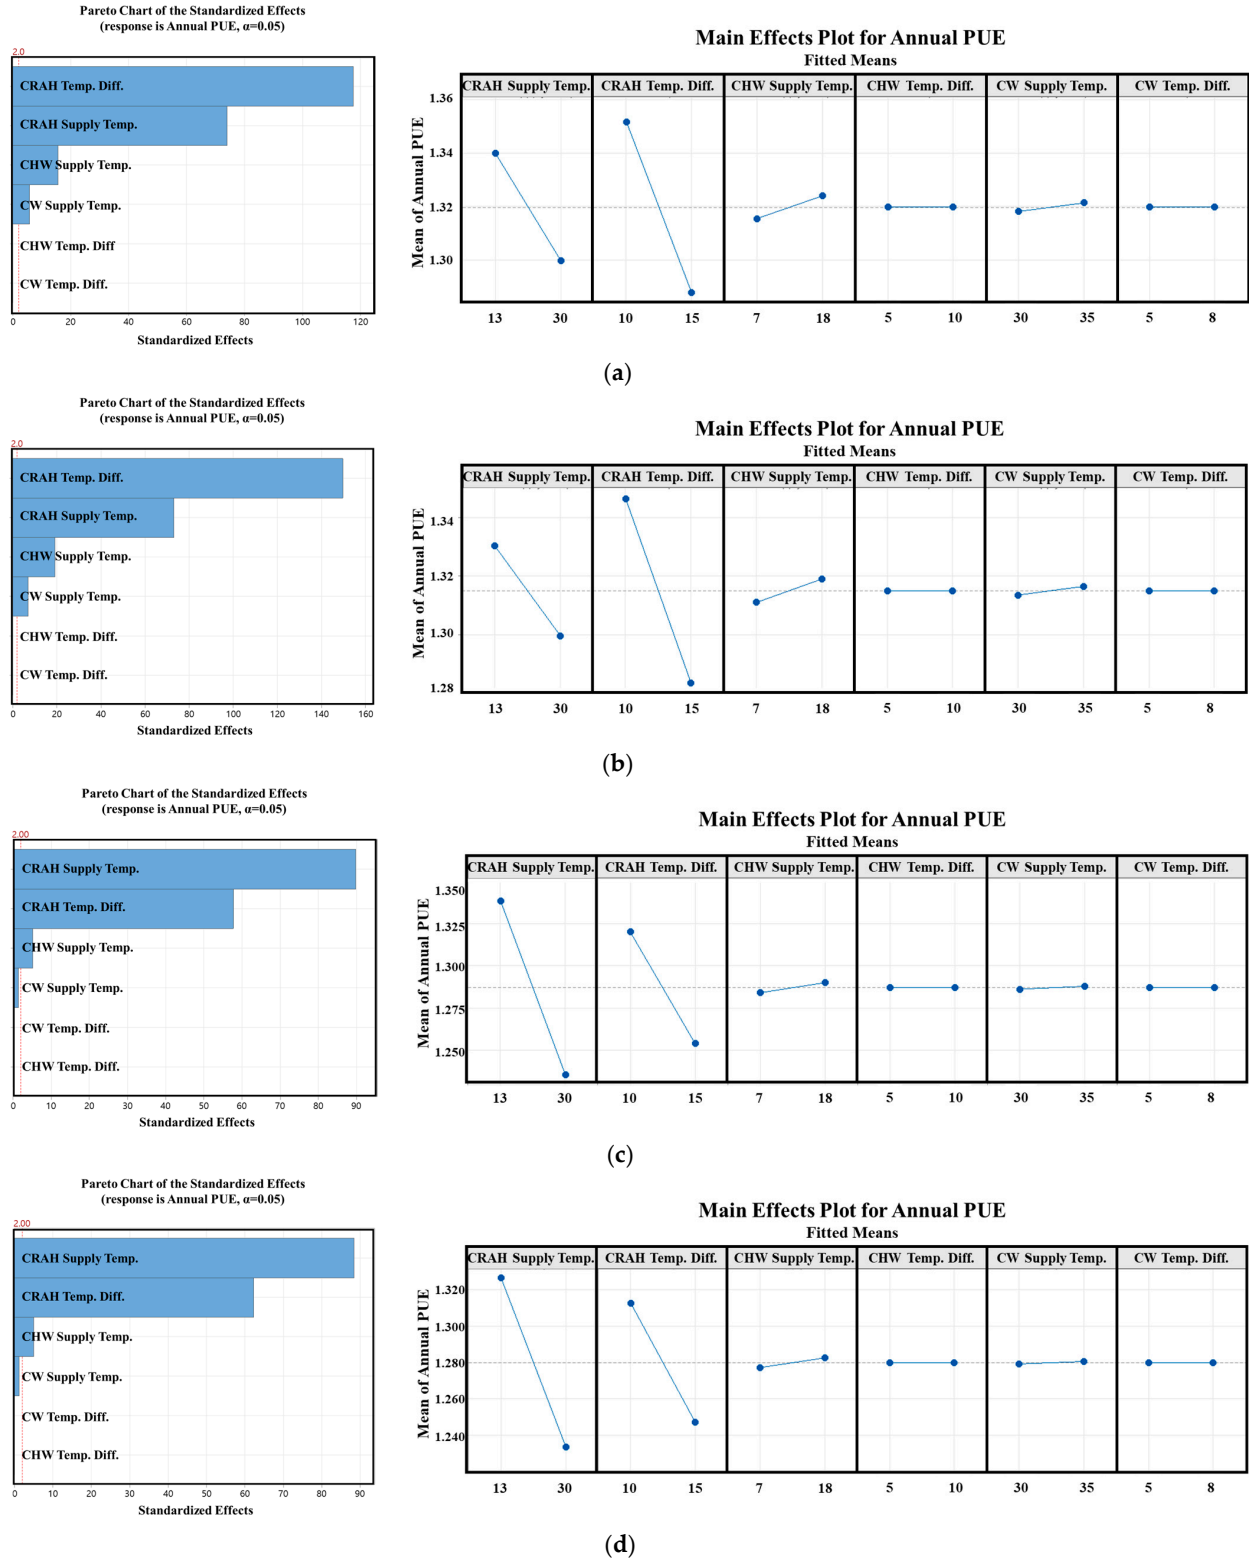 Pareto Chart of the Standardized Effects
(response is Annual PUE, α=0.05)
2.0
CRAH Temp. Diff.
CRAH Supply Temp.
CHW Supply Temp.
CW Supply Temp.
CHW Temp. Diff
CW Temp. Diff.
0 20 40 60 80 100 120
Standardized Effects
Main Effects Plot for Annual PUE
Fitted Means
CRAH Supply Temp. CRAH Temp. Diff. CHW Supply Temp. CHW Temp. Diff. CW Supply Temp. CW Temp. Diff.
Mean of Annual PUE
1.36
1.34
1.32
1.30
13 30 10 15 7 18 5 10 30 35 5 8
(a)
Pareto Chart of the Standardized Effects
(response is Annual PUE, α=0.05)
2.0
CRAH Temp. Diff.
CRAH Supply Temp.
CHW Supply Temp.
CW Supply Temp.
CHW Temp. Diff.
CW Temp. Diff.
0 20 40 60 80 100 120 140 160
Standardized Effects
Main Effects Plot for Annual PUE
Fitted Means
CRAH Supply Temp. CRAH Temp. Diff. CHW Supply Temp. CHW Temp. Diff. CW Supply Temp. CW Temp. Diff.
Mean of Annual PUE
1.34
1.32
1.30
1.28
13 30 10 15 7 18 5 10 30 35 5 8
(b)
Pareto Chart of the Standardized Effects
(response is Annual PUE, α=0.05)
2.00
CRAH Supply Temp.
CRAH Temp. Diff.
CHW Supply Temp.
CW Supply Temp.
CW Temp. Diff.
CHW Temp. Diff.
0 10 20 30 40 50 60 70 80 90
Standardized Effects
Main Effects Plot for Annual PUE
Fitted Means
CRAH Supply Temp. CRAH Temp. Diff. CHW Supply Temp. CHW Temp. Diff. CW Supply Temp. CW Temp. Diff.
Mean of Annual PUE
1.350
1.325
1.300
1.275
1.250
13 30 10 15 7 18 5 10 30 35 5 8
(c)
Pareto Chart of the Standardized Effects
(response is Annual PUE, α=0.05)
2.00
CRAH Supply Temp.
CRAH Temp. Diff.
CHW Supply Temp.
CW Supply Temp.
CW Temp. Diff.
CHW Temp. Diff.
0 10 20 30 40 50 60 70 80 90
Standardized Effects
Main Effects Plot for Annual PUE
Fitted Means
CRAH Supply Temp. CRAH Temp. Diff. CHW Supply Temp. CHW Temp. Diff. CW Supply Temp. CW Temp. Diff.
Mean of Annual PUE
1.320
1.300
1.280
1.260
1.240
13 30 10 15 7 18 5 10 30 35 5 8
(d)